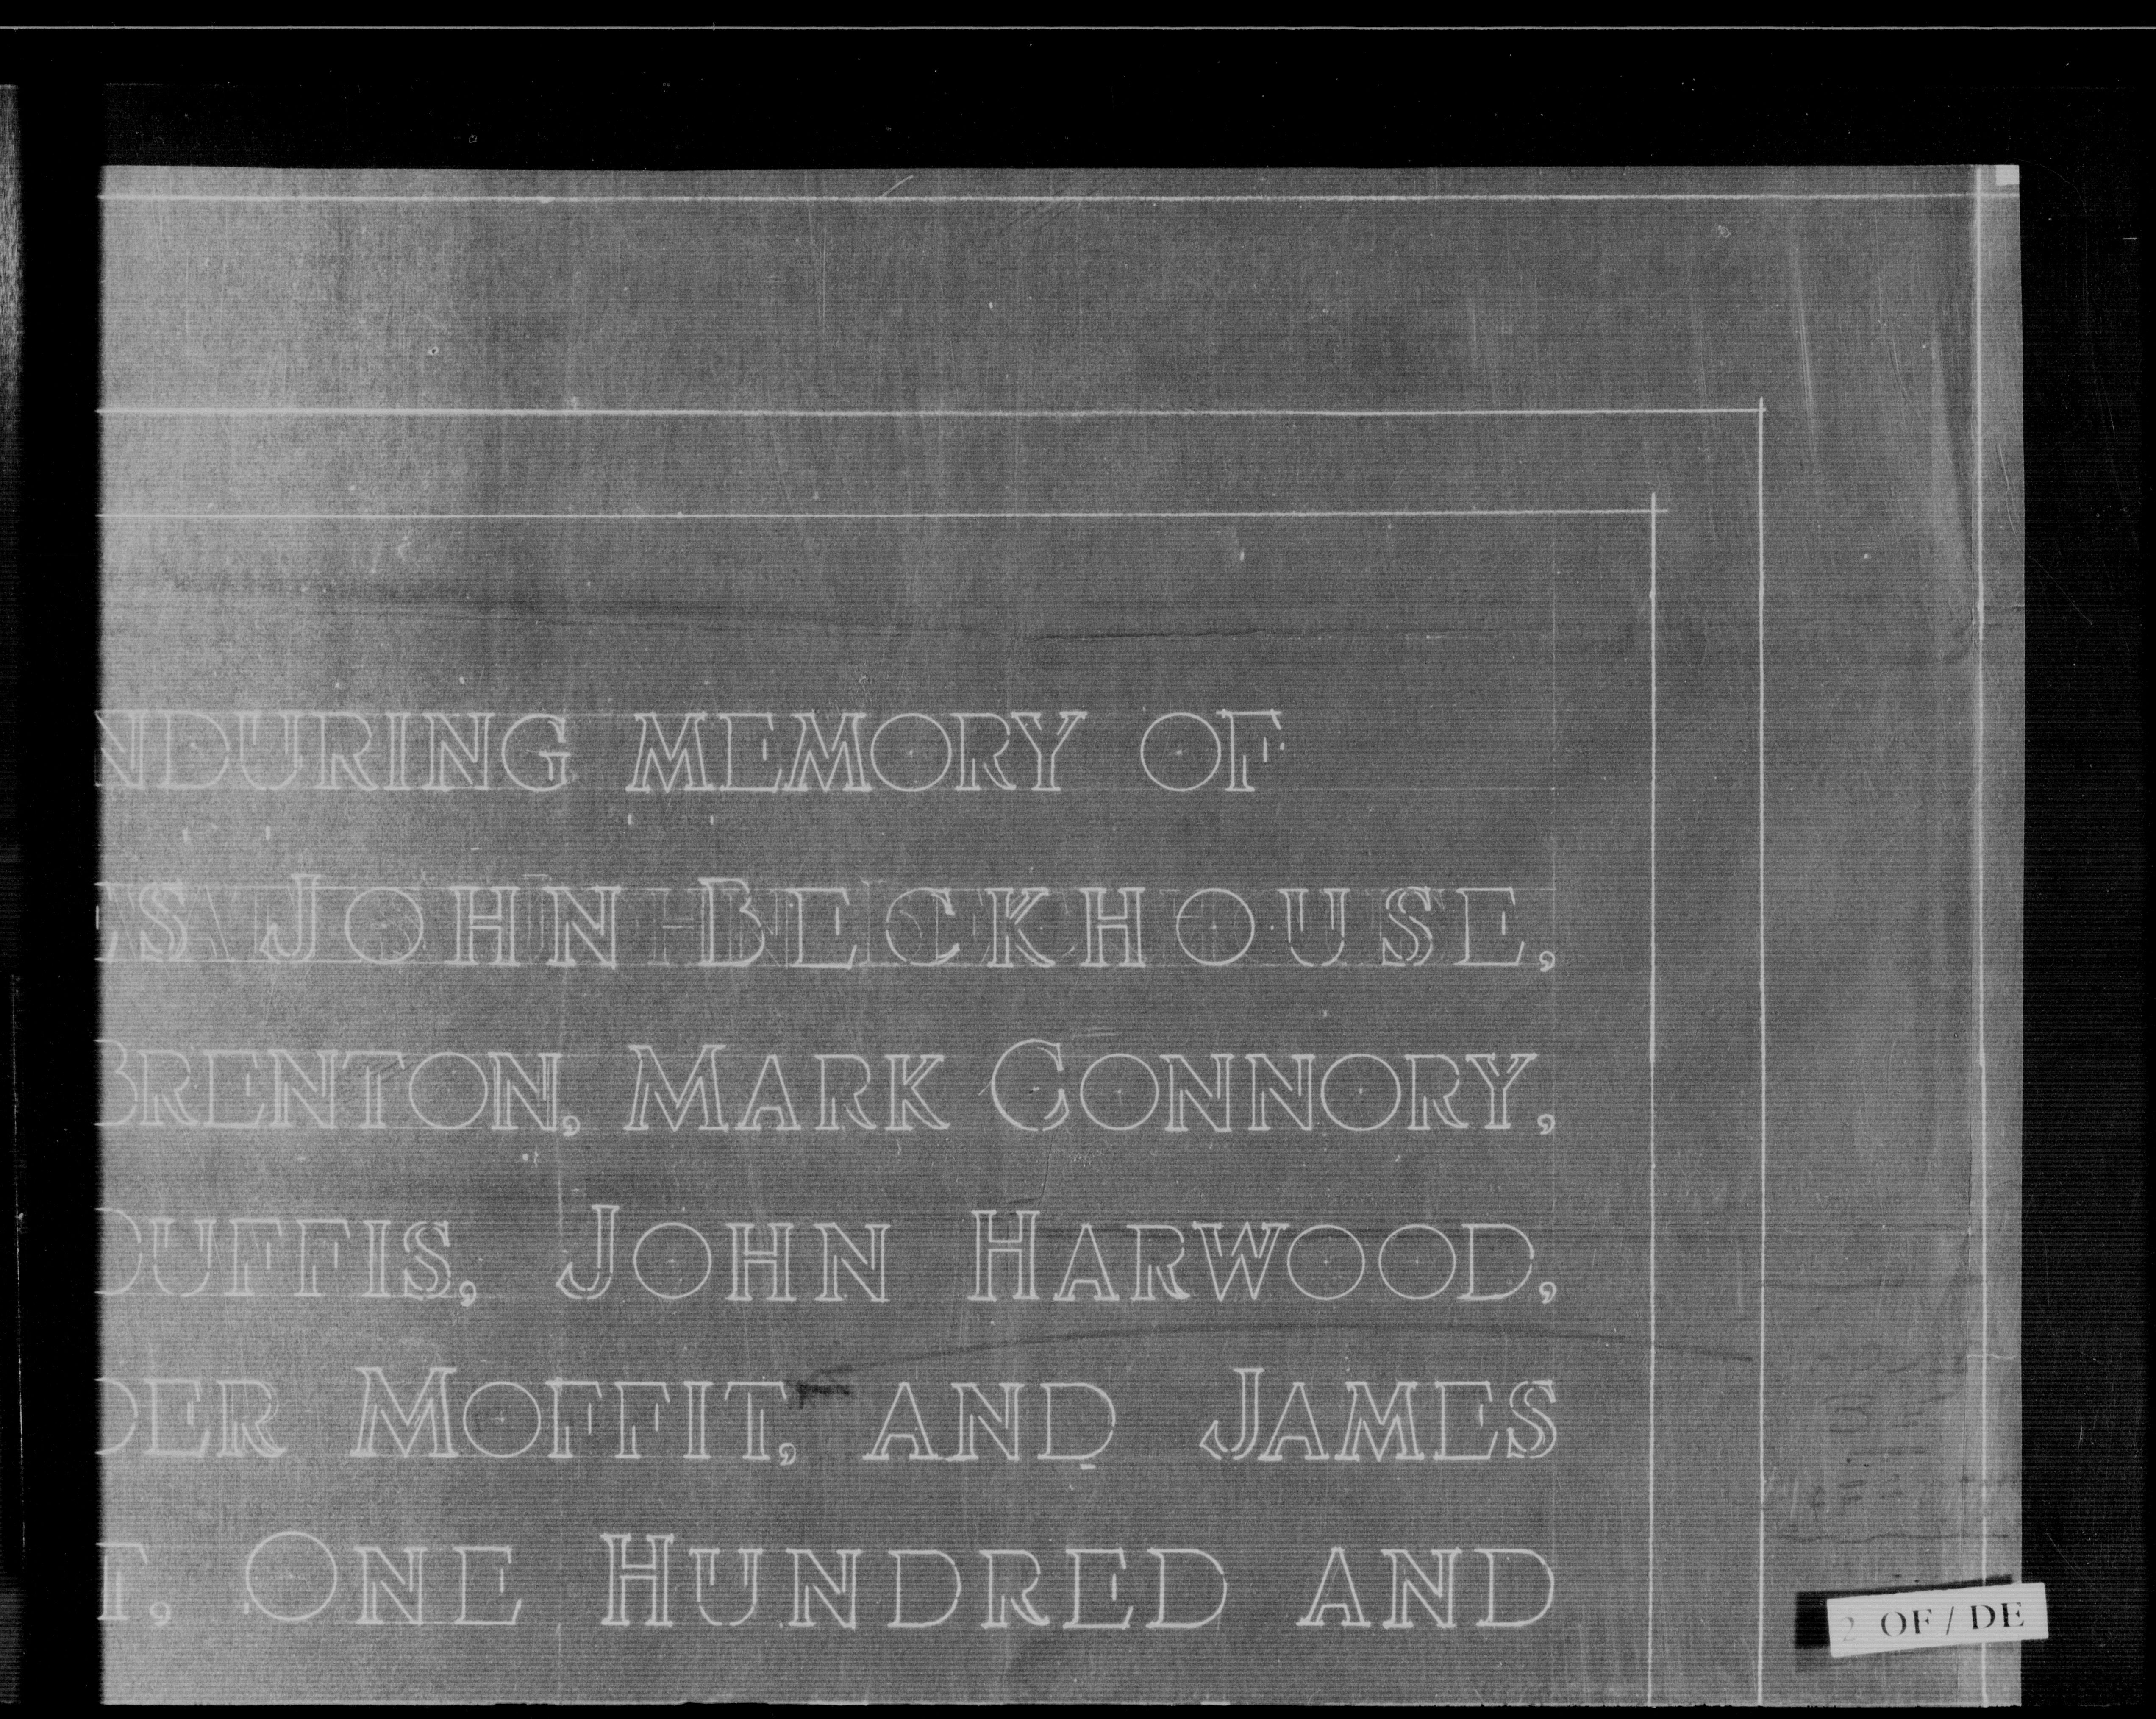 NDURING MEMORY OF
S JOHN BECKHOUSE,
BRENTON, MARK CONNORY,
DUFFIS, JOHN HARWOOD,
DER MOFFIT, AND JAMES
T, ONE HUNDRED AND
2 OF / DE